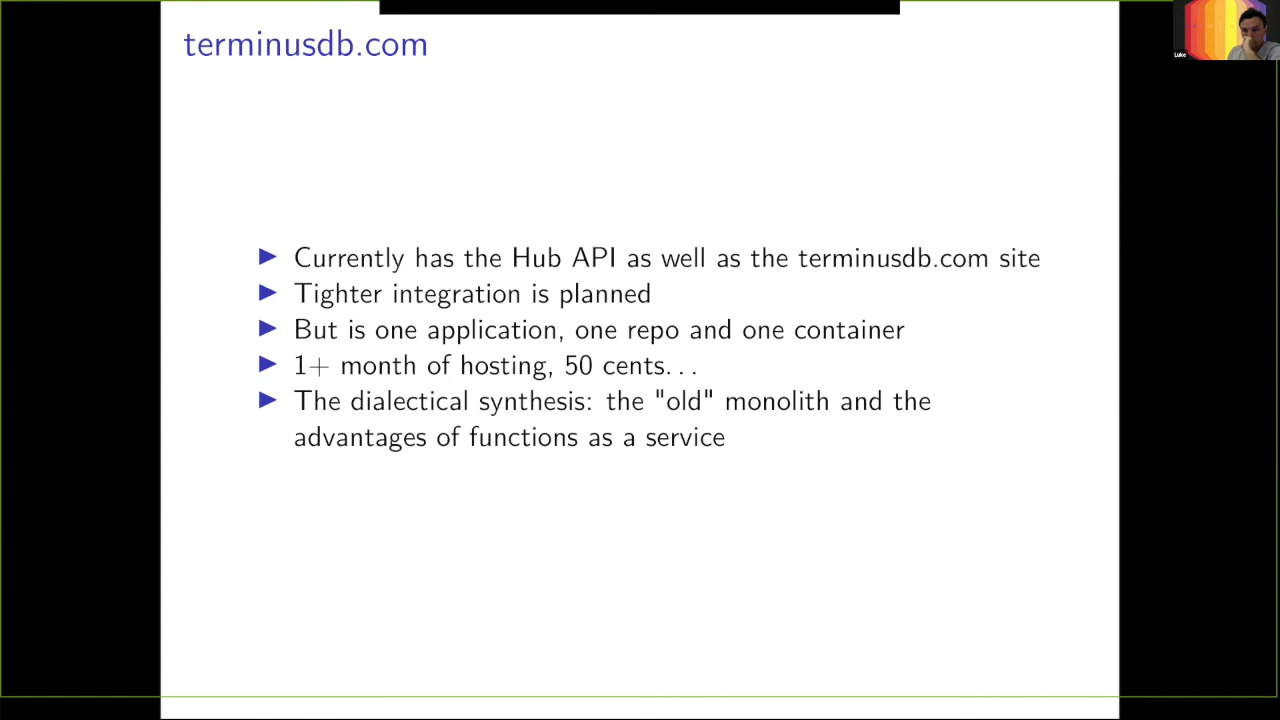 terminusdb.com
Luke
Currently has the Hub API as well as the terminusdb.com site
Tighter integration is planned
But is one application, one repo and one container
1+ month of hosting, 50 cents...
The dialectical synthesis: the "old" monolith and the
advantages of functions as a service